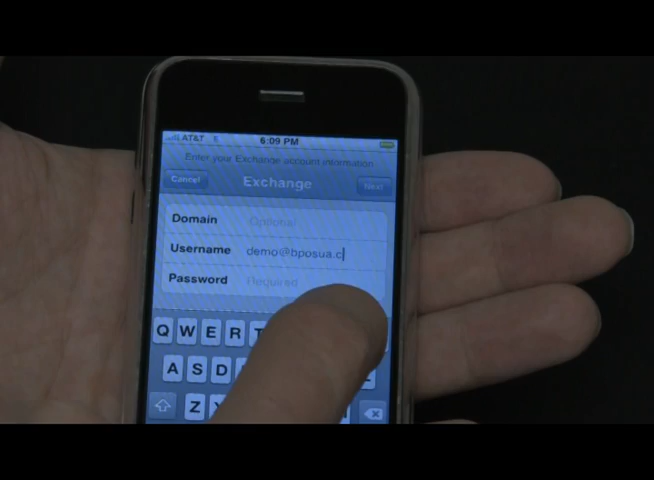 AT&T 6:09 PM
Enter your Exchange account information
Cancel Exchange Next
Domain Optional
Username demo@bposua.c
Password Required
Q W E R T
A S D
Z